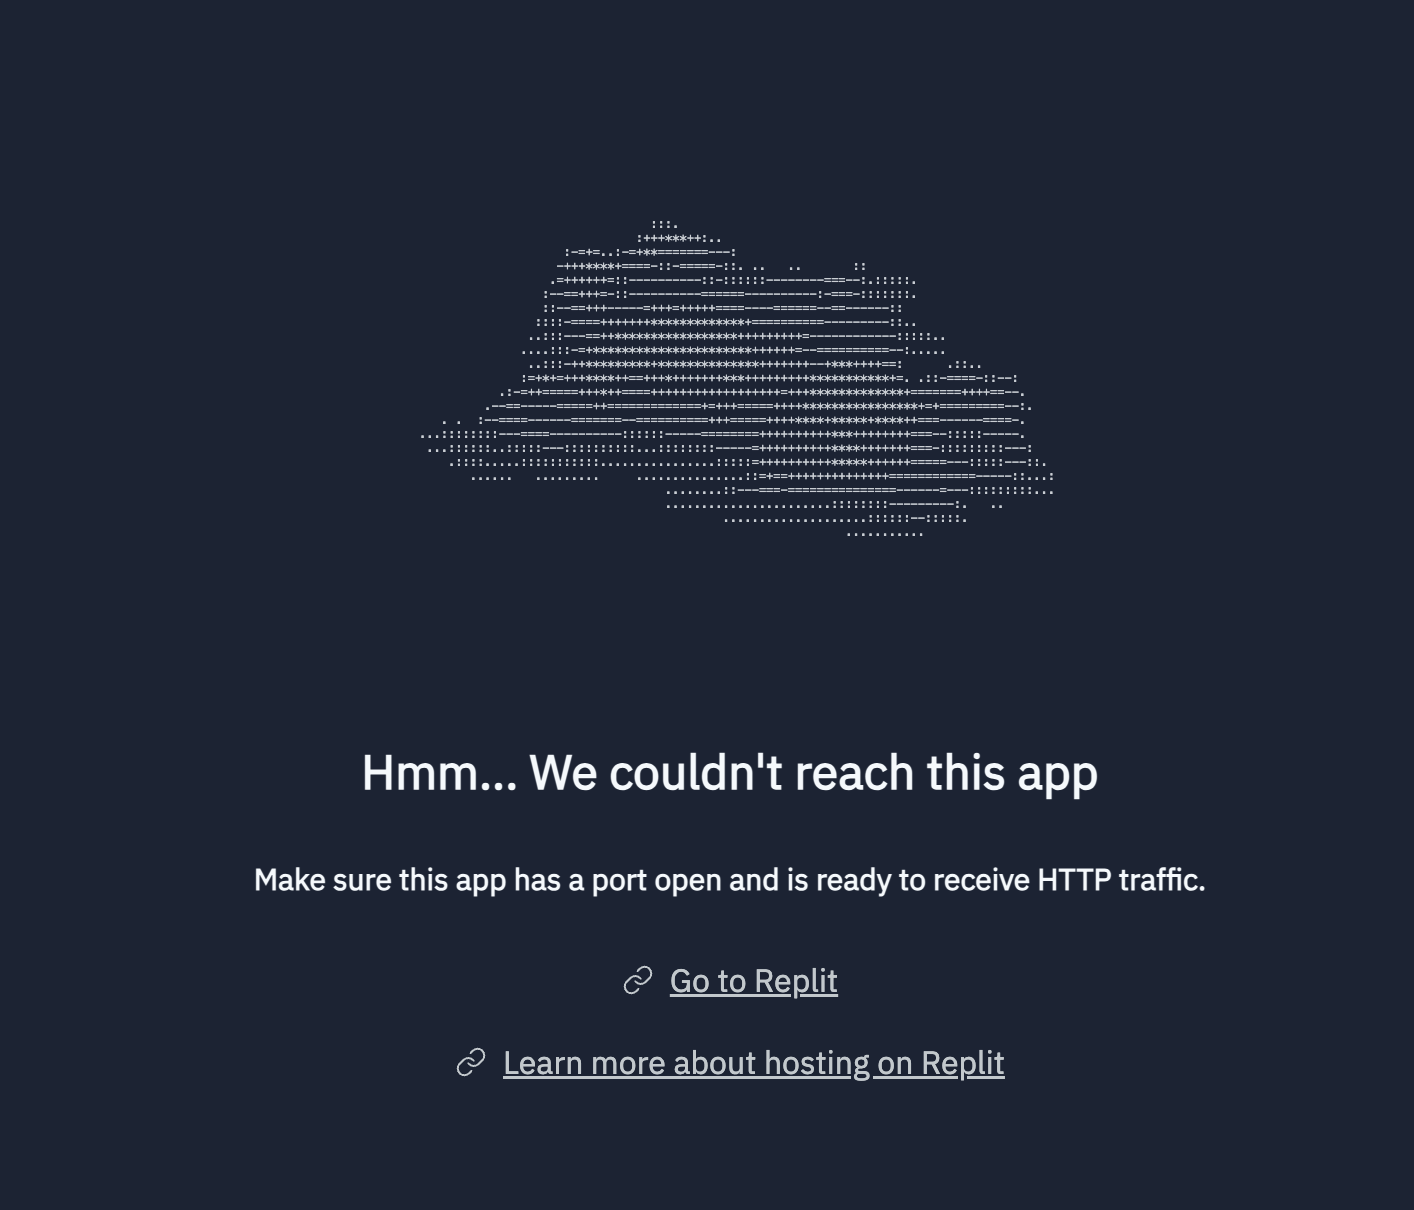 Hmm... We couldn't reach this app
Make sure this app has a port open and is ready to receive HTTP traffic.
Go to Replit
Learn more about hosting on Replit